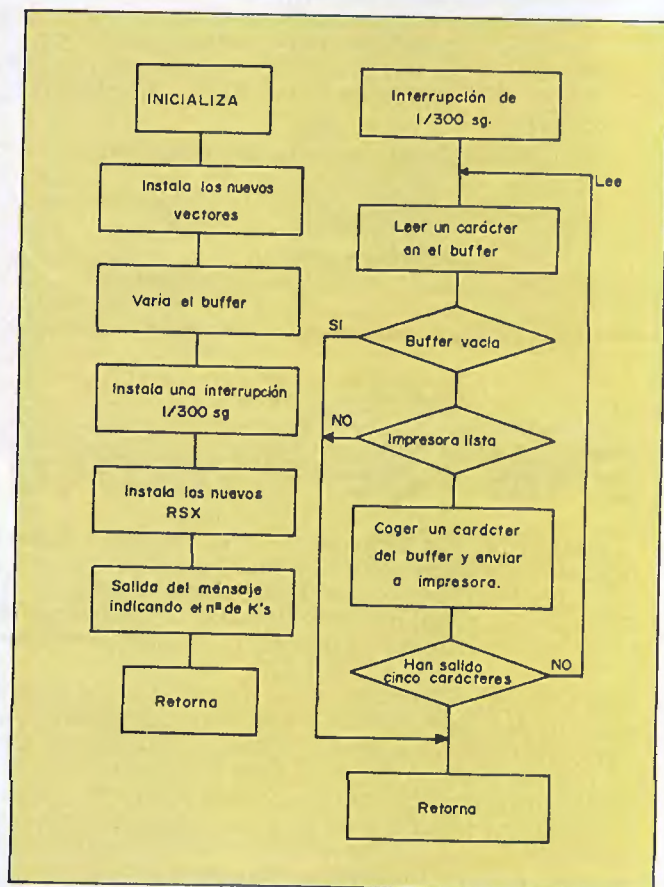 INICIALIZA
Instala los nuevos
vectores
Varia el buffer
Instala una interrupción
1/300 sg
Instala los nuevos
RSX
Salida del mensaje
indicando el nº de K's
Retorna
Interrupción de
1/300 sg.
Lee
Leer un carácter
en el buffer
SI
Buffer vacía
NO
Impresora lista
Coger un carácter
del buffer y enviar
a impresora.
Han salido
cinco carácteres
NO
Retorna